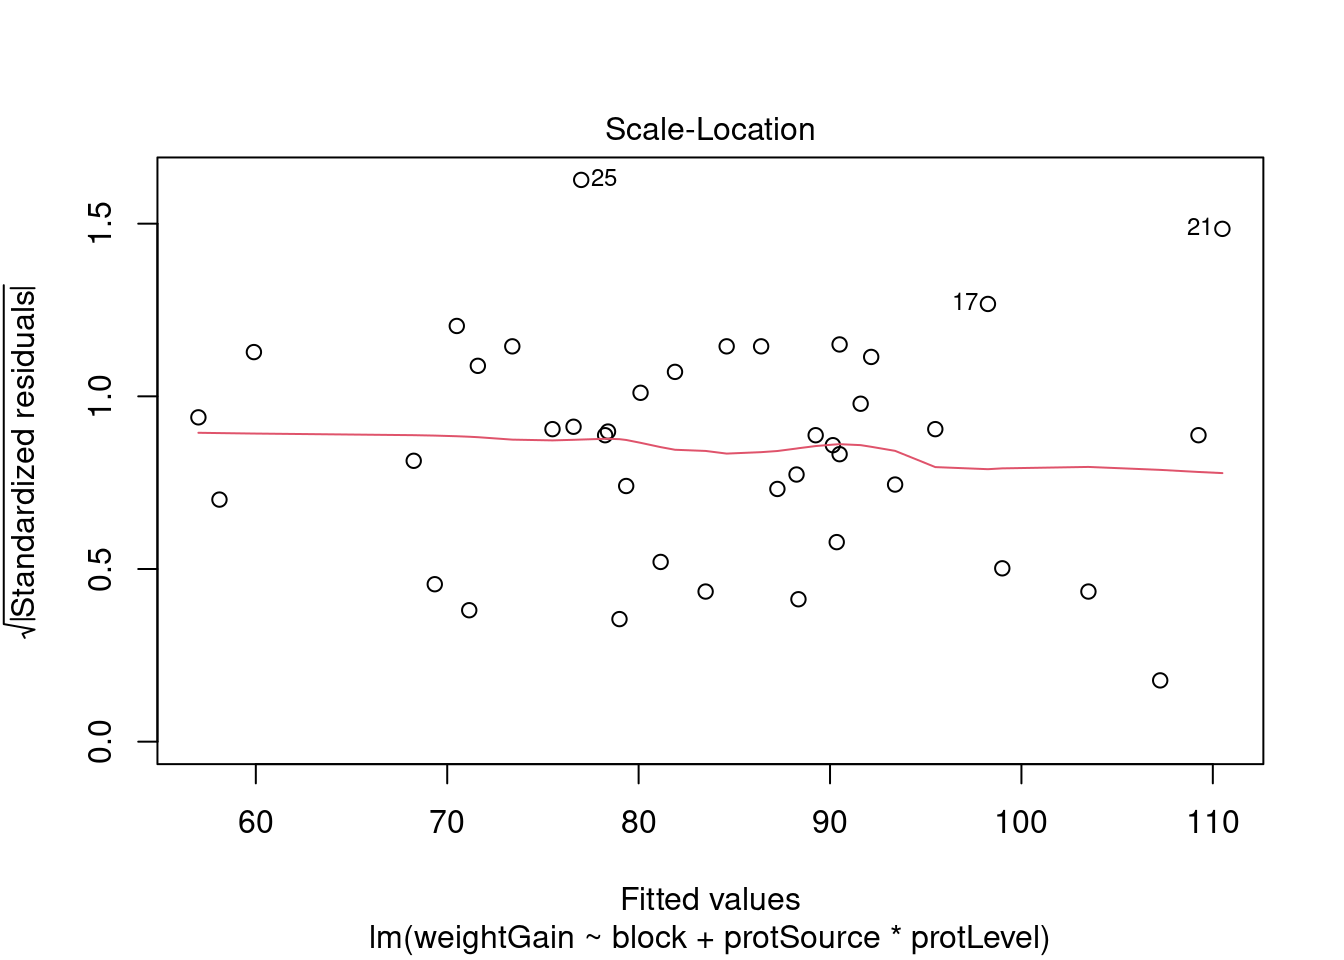 Scale-Location
√|Standardized residuals|
1.5
1.0
0.5
0.0
25
21
17
60 70 80 90 100 110
Fitted values
lm(weightGain ~ block + protSource * protLevel)